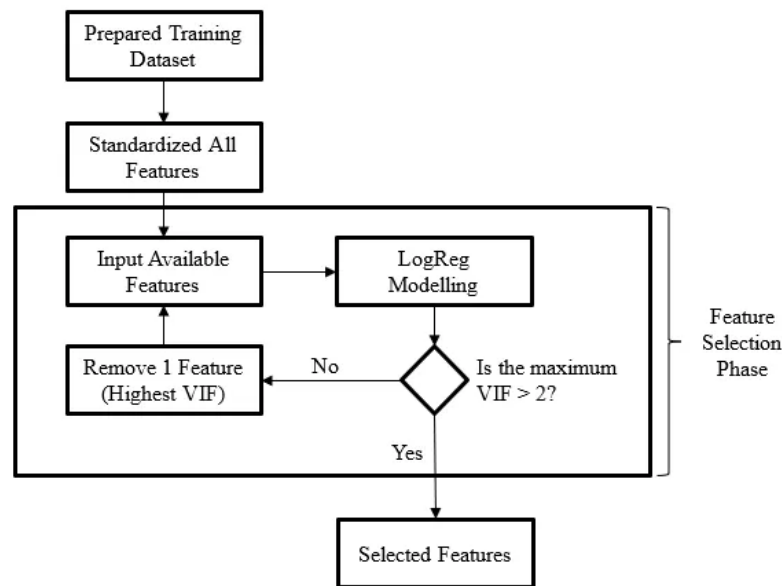 Prepared Training
Dataset
Standardized All
Features
Input Available
Features
LogReg
Modelling
Feature
Selection
Phase
Remove 1 Feature
(Highest VIF)
No
Is the maximum
VIF > 2?
Yes
Selected Features